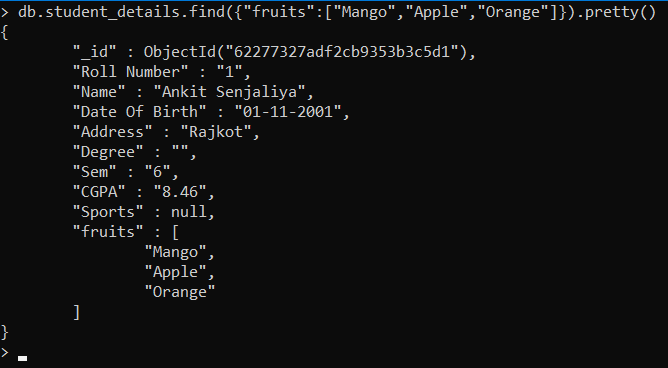 > db.student_details.find({"fruits":["Mango","Apple","Orange"]}).pretty()
{
        "_id" : ObjectId("62277327adf2cb9353b3c5d1"),
        "Roll Number" : "1",
        "Name" : "Ankit Senjaliya",
        "Date Of Birth" : "01-11-2001",
        "Address" : "Rajkot",
        "Degree" : "",
        "Sem" : "6",
        "CGPA" : "8.46",
        "Sports" : null,
        "fruits" : [
                "Mango",
                "Apple",
                "Orange"
        ]
}
>